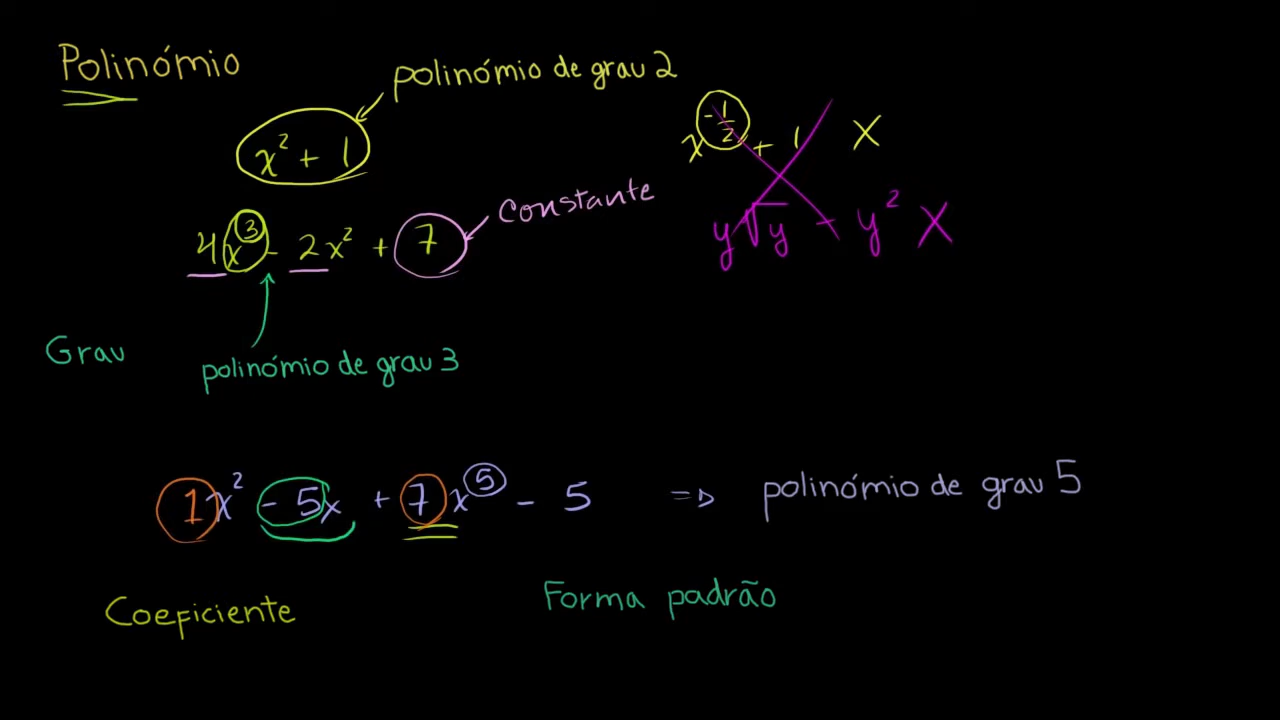 Polinómio
polinómio de grau 2
x² + 1
x^(-1/2) + 1 X
4x³ - 2x² + 7
Constante
y√y + y² X
Grau
polinómio de grau 3
1x² - 5x + 7x⁵ - 5 ⇒ polinómio de grau 5
Coeficiente
Forma padrão